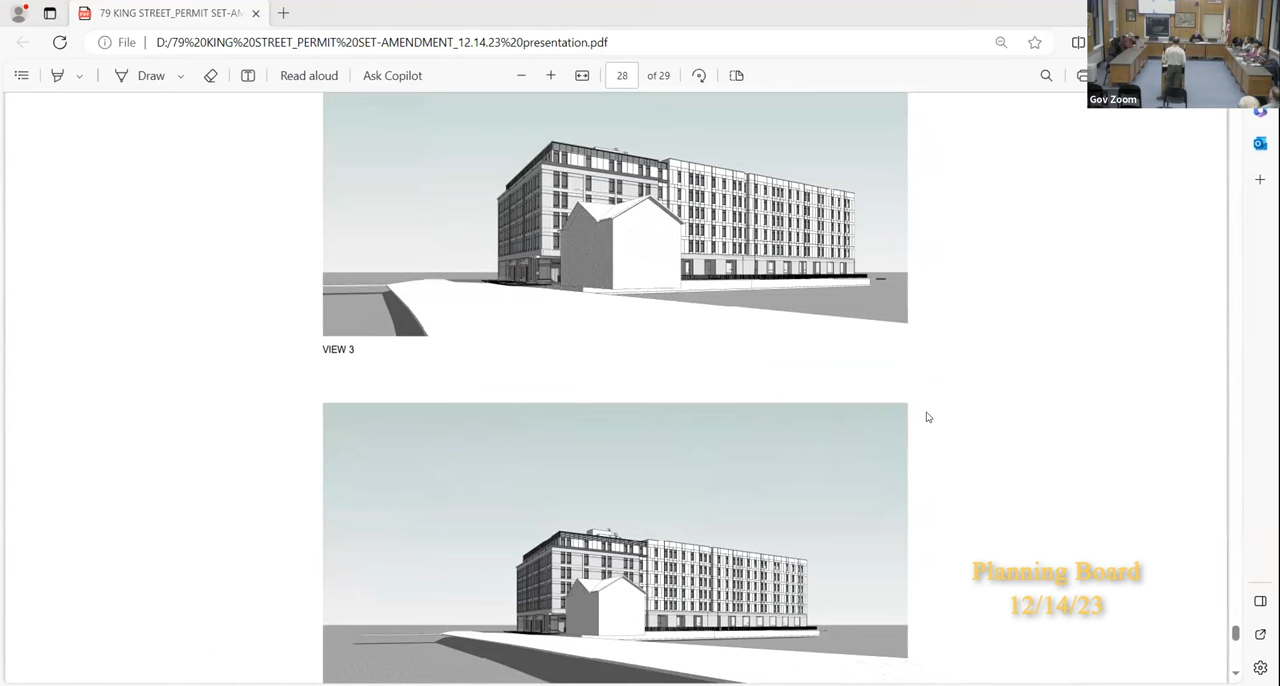 79 KING STREET_PERMIT SET-AM
File
D:/79%20KING%20STREET_PERMIT%20SET-AMENDMENT_12.14.23%20presentation.pdf
Draw
Read aloud
Ask Copilot
28
of 29
Gov Zoom
VIEW 3
Planning Board
12/14/23